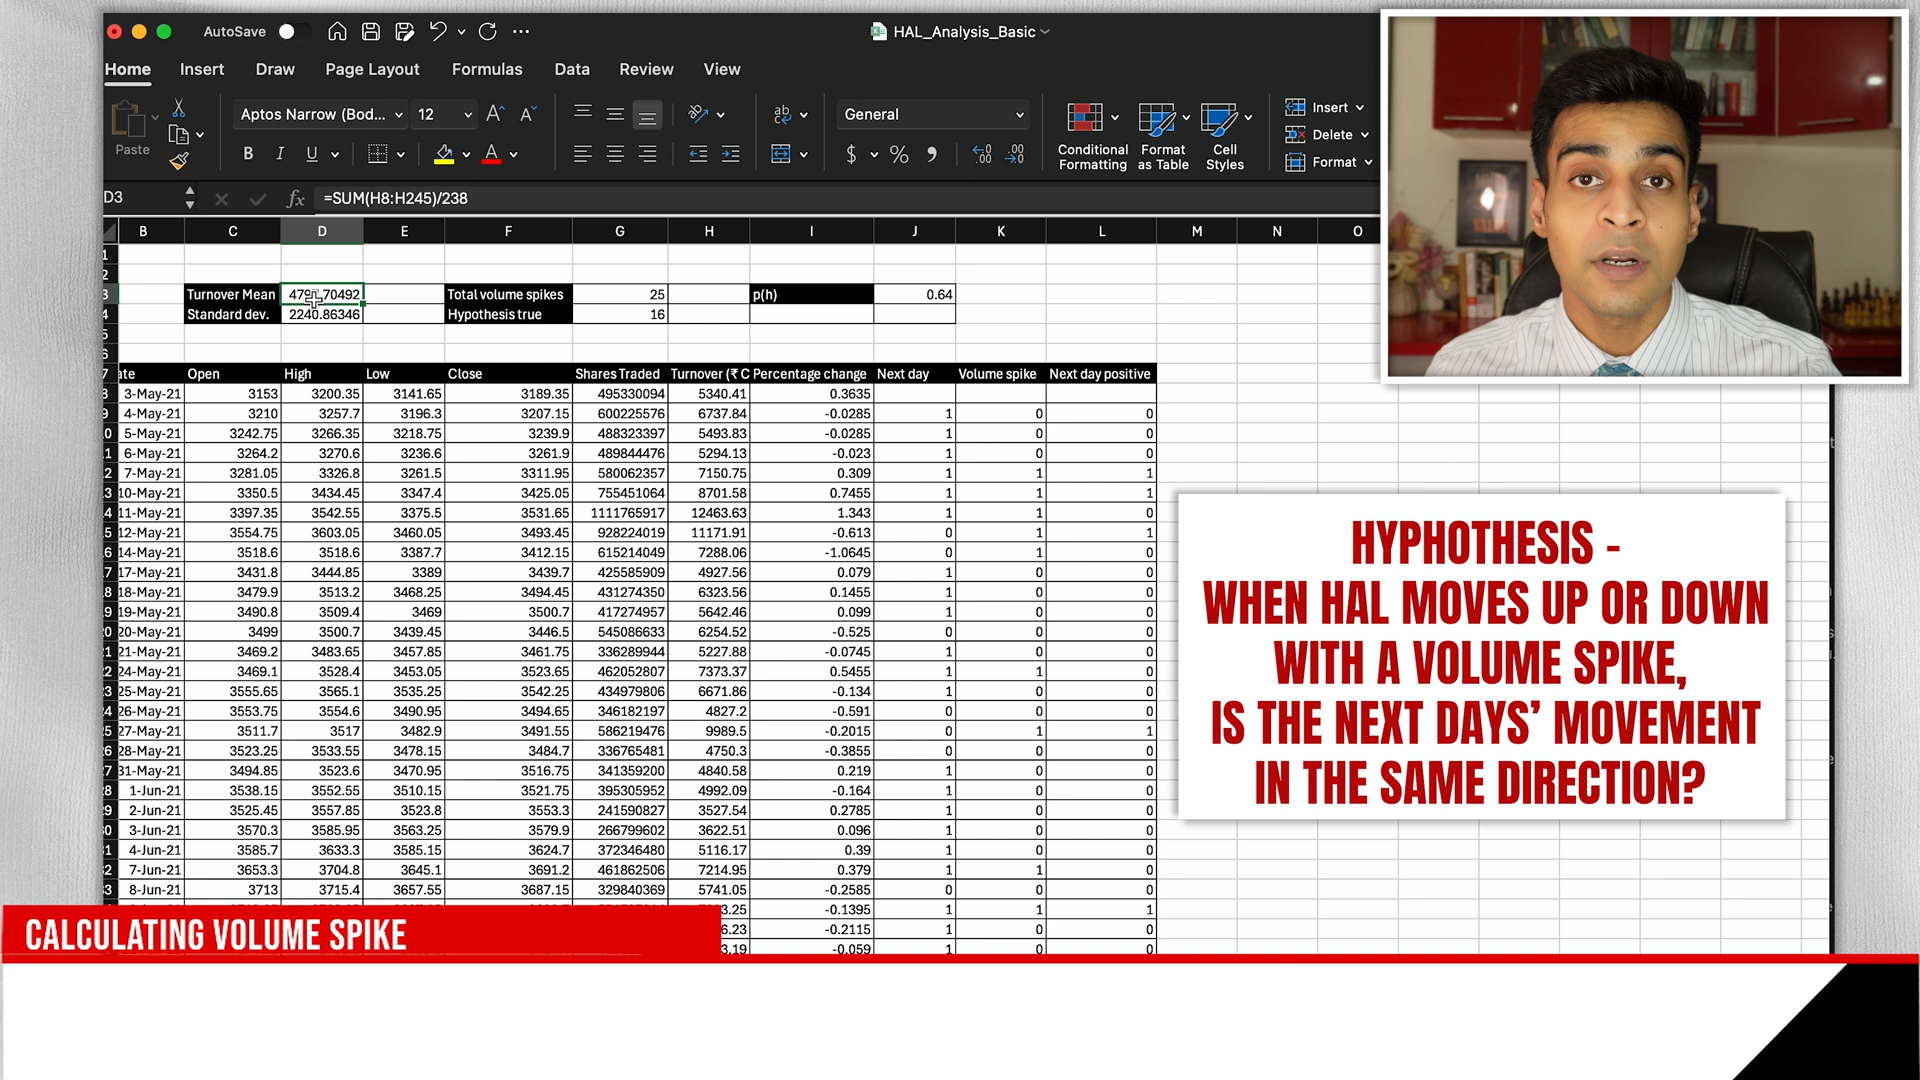 AutoSave
HAL_Analysis_Basic
Home Insert Draw Page Layout Formulas Data Review View
Paste
Aptos Narrow (Bod... 12
General
Conditional Formatting
Format as Table
Cell Styles
Insert
Delete
Format
D3 fx =SUM(H8:H245)/238
B C D E F G H I J K L M N O
Turnover Mean Total volume spikes 25 p(h) 0.64
Standard dev. 2240.86346 Hypothesis true 16
ate Open High Low Close Shares Traded Turnover (₹ C Percentage change Next day Volume spike Next day positive
3-May-21 3153 3200.35 3141.65 3189.35 495330094 5340.41 0.3635
4-May-21 3210 3257.7 3196.3 3207.15 600225576 6737.84 -0.0285 1 0 0
5-May-21 3242.75 3266.35 3218.75 3239.9 488323397 5493.83 -0.0285 1 0 0
6-May-21 3264.2 3270.6 3236.6 3261.9 489844476 5294.13 -0.023 1 0 0
7-May-21 3281.05 3326.8 3261.5 3311.95 580062357 7150.75 0.309 1 1 1
10-May-21 3350.5 3434.45 3347.4 3425.05 755451064 8701.58 0.7455 1 1 1
11-May-21 3397.35 3542.55 3375.5 3531.65 1111765917 12463.63 1.343 1 1 0
12-May-21 3554.75 3603.05 3460.05 3493.45 928224019 11171.91 -0.613 0 1 1
14-May-21 3518.6 3518.6 3387.7 3412.15 615214049 7288.06 -1.0645 0 1 0
17-May-21 3431.8 3444.85 3389 3439.7 425585909 4927.56 0.079 1 0 0
18-May-21 3479.9 3513.2 3468.25 3494.45 431274350 6323.56 0.1455 1 0 0
19-May-21 3490.8 3509.4 3469 3500.7 417274957 5642.46 0.099 1 0 0
20-May-21 3499 3500.7 3439.45 3446.5 545086633 6254.52 -0.525 0 0 0
21-May-21 3469.2 3483.65 3457.85 3461.75 336289944 5227.88 -0.0745 1 0 0
24-May-21 3469.1 3528.4 3453.05 3523.65 462052807 7373.37 0.5455 1 1 0
25-May-21 3555.65 3565.1 3535.25 3542.25 434979806 6671.86 -0.134 1 0 0
26-May-21 3553.75 3554.6 3490.95 3494.65 346182197 4827.2 -0.591 0 0 0
27-May-21 3511.7 3517 3482.9 3491.55 586219476 9989.5 -0.2015 0 1 1
28-May-21 3523.25 3533.55 3478.15 3484.7 336765481 4750.3 -0.3855 0 0 0
31-May-21 3494.85 3523.6 3470.95 3516.75 341359200 4840.58 0.219 1 0 0
1-Jun-21 3538.15 3552.55 3510.15 3521.75 395305952 4992.09 -0.164 1 0 0
2-Jun-21 3525.45 3557.85 3523.8 3553.3 241590827 3527.54 0.2785 1 0 0
3-Jun-21 3570.3 3585.95 3563.25 3579.9 266799602 3622.51 0.096 1 0 0
4-Jun-21 3585.7 3633.3 3585.15 3624.7 372346480 5116.17 0.39 1 0 0
7-Jun-21 3653.3 3704.8 3645.1 3691.2 461862506 7214.95 0.379 1 1 0
8-Jun-21 3713 3715.4 3657.55 3687.15 329840369 5741.05 -0.2585 0 0 0
3.25 -0.1395 1 1 1
6.23 -0.2115 1 0 0
3.19 -0.059 1 0 0
HYPHOTHESIS -
WHEN HAL MOVES UP OR DOWN
WITH A VOLUME SPIKE,
IS THE NEXT DAYS’ MOVEMENT
IN THE SAME DIRECTION?
CALCULATING VOLUME SPIKE